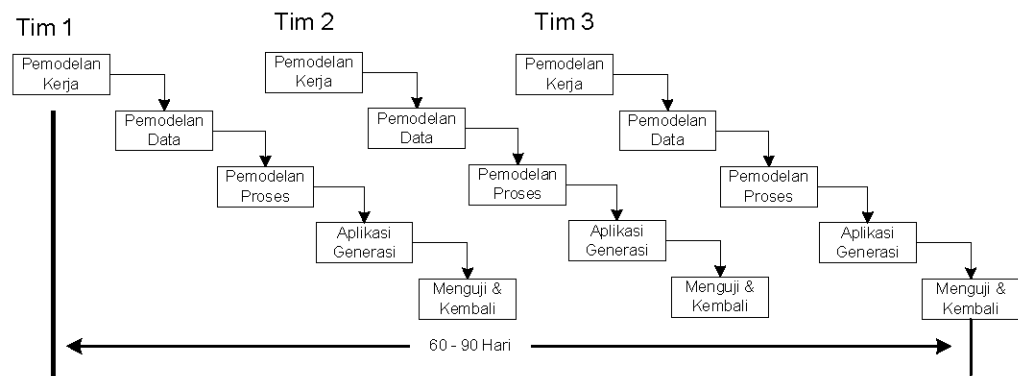 Tim 1
Tim 2
Tim 3
Pemodelan
Kerja
Pemodelan
Data
Pemodelan
Proses
Aplikasi
Generasi
Menguji &
Kembali
Pemodelan
Kerja
Pemodelan
Data
Pemodelan
Proses
Aplikasi
Generasi
Menguji &
Kembali
Pemodelan
Kerja
Pemodelan
Data
Pemodelan
Proses
Aplikasi
Generasi
Menguji &
Kembali
60 - 90 Hari